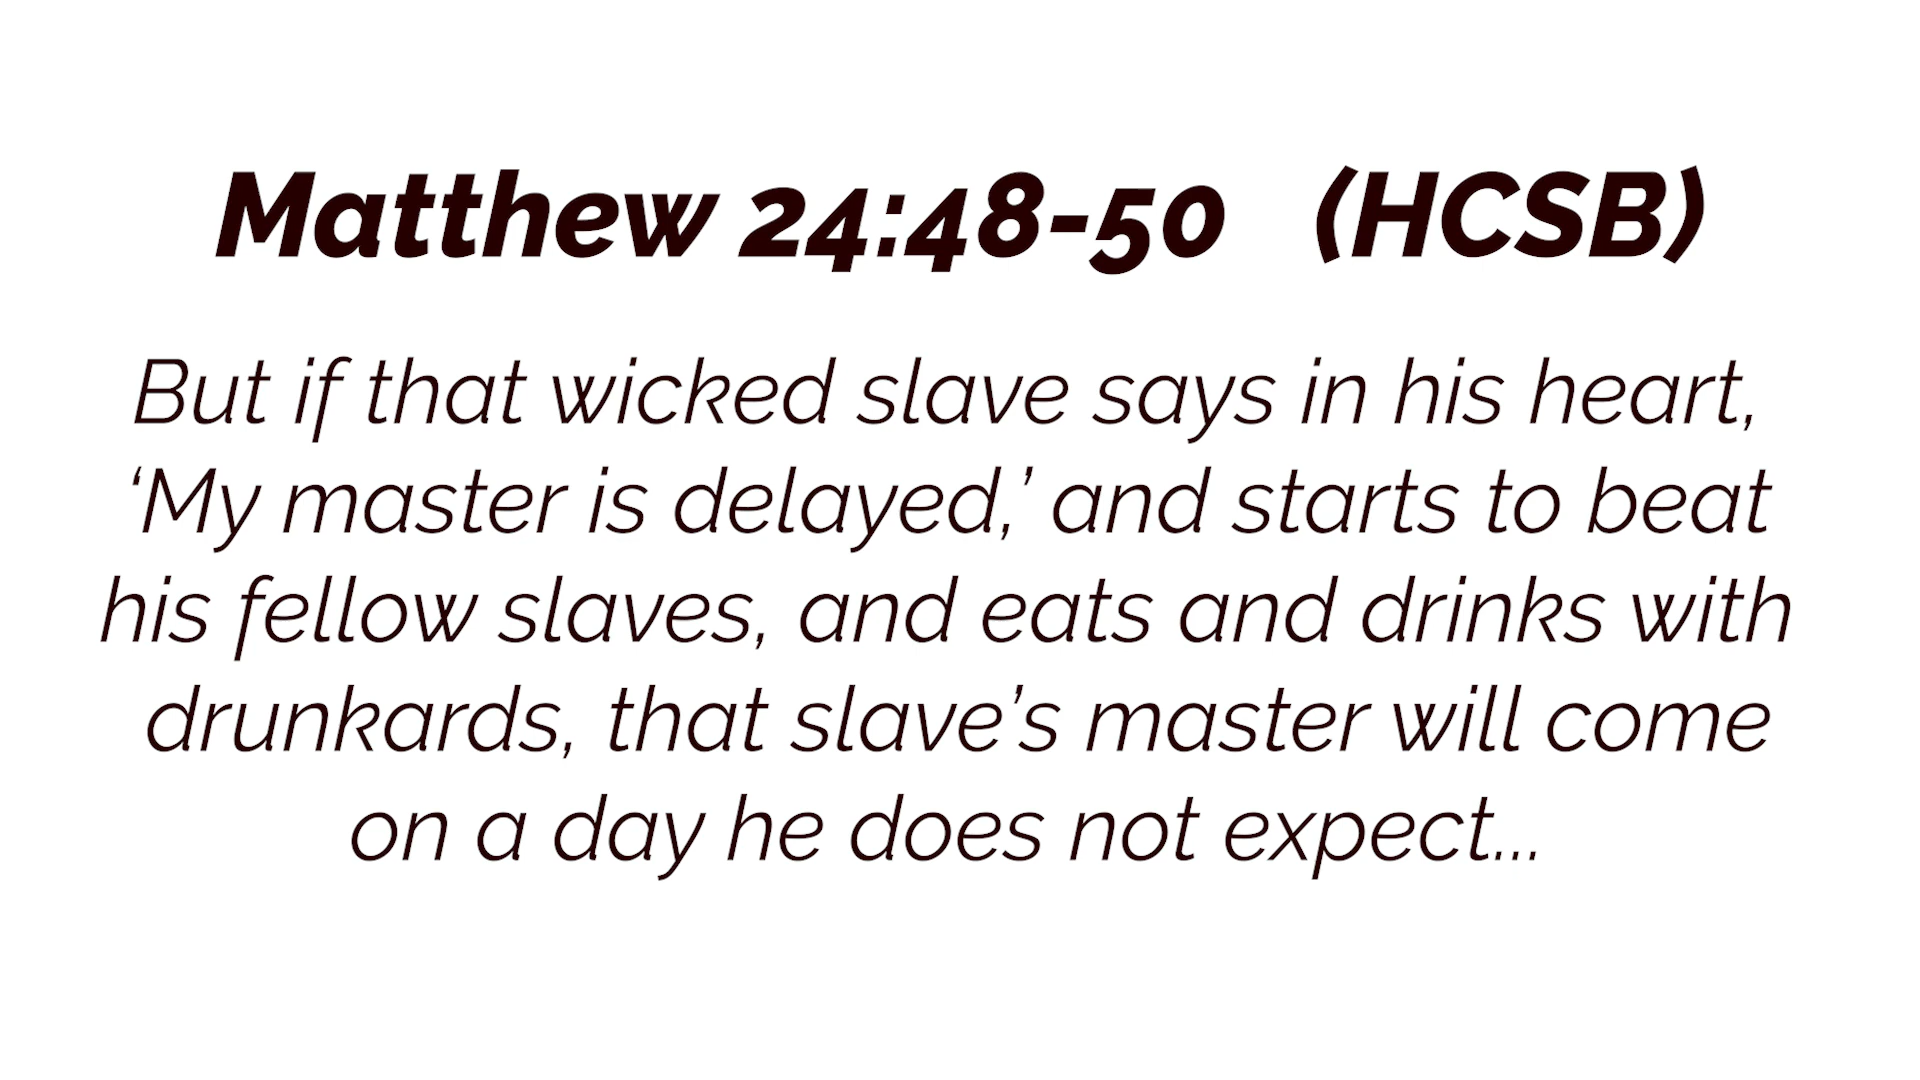 Matthew 24:48-50 (HCSB)
But if that wicked slave says in his heart,
‘My master is delayed,’ and starts to beat
his fellow slaves, and eats and drinks with
drunkards, that slave’s master will come
on a day he does not expect...